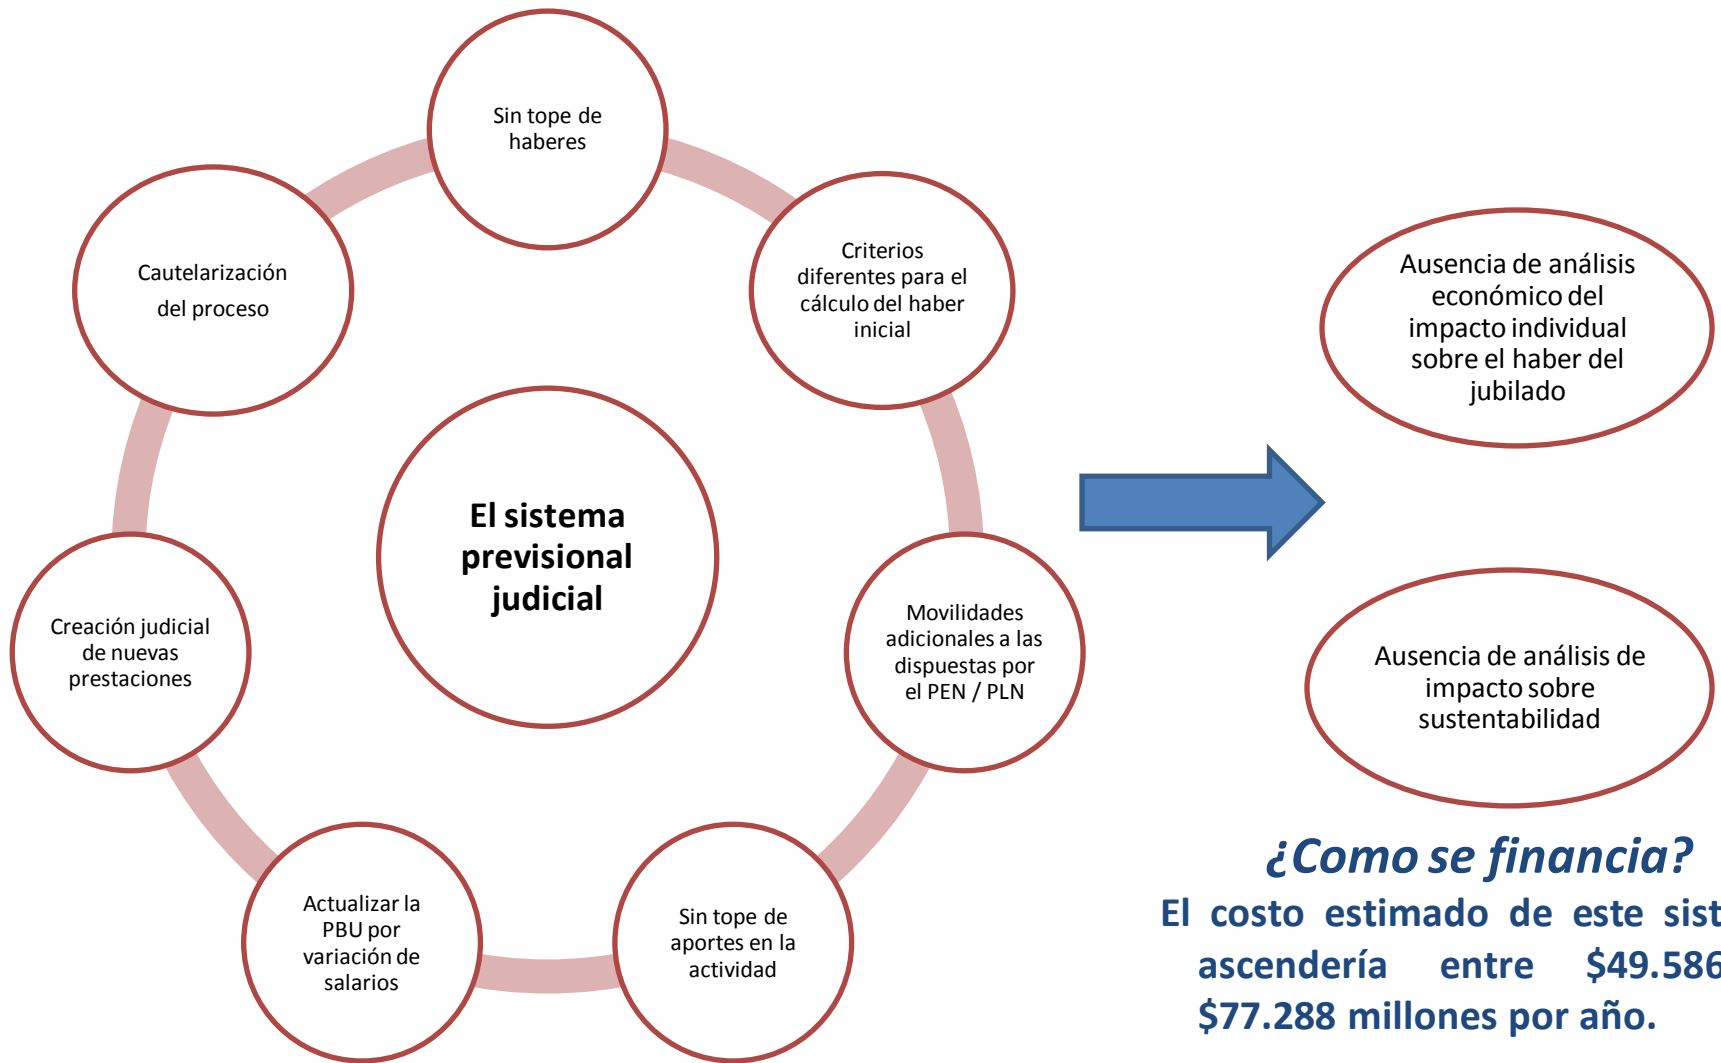 Sin tope de
haberes
Criterios
diferentes para el
cálculo del haber
inicial
Movilidades
adicionales a las
dispuestas por
el PEN / PLN
Sin tope de
aportes en la
actividad
Actualizar la
PBU por
variación de
salarios
Creación judicial
de nuevas
prestaciones
Cautelarización
del proceso
El sistema
previsional
judicial
Ausencia de análisis
económico del
impacto individual
sobre el haber del
jubilado
Ausencia de análisis de
impacto sobre
sustentabilidad
¿Como se financia?
El costo estimado de este sist
ascendería entre $49.586
$77.288 millones por año.